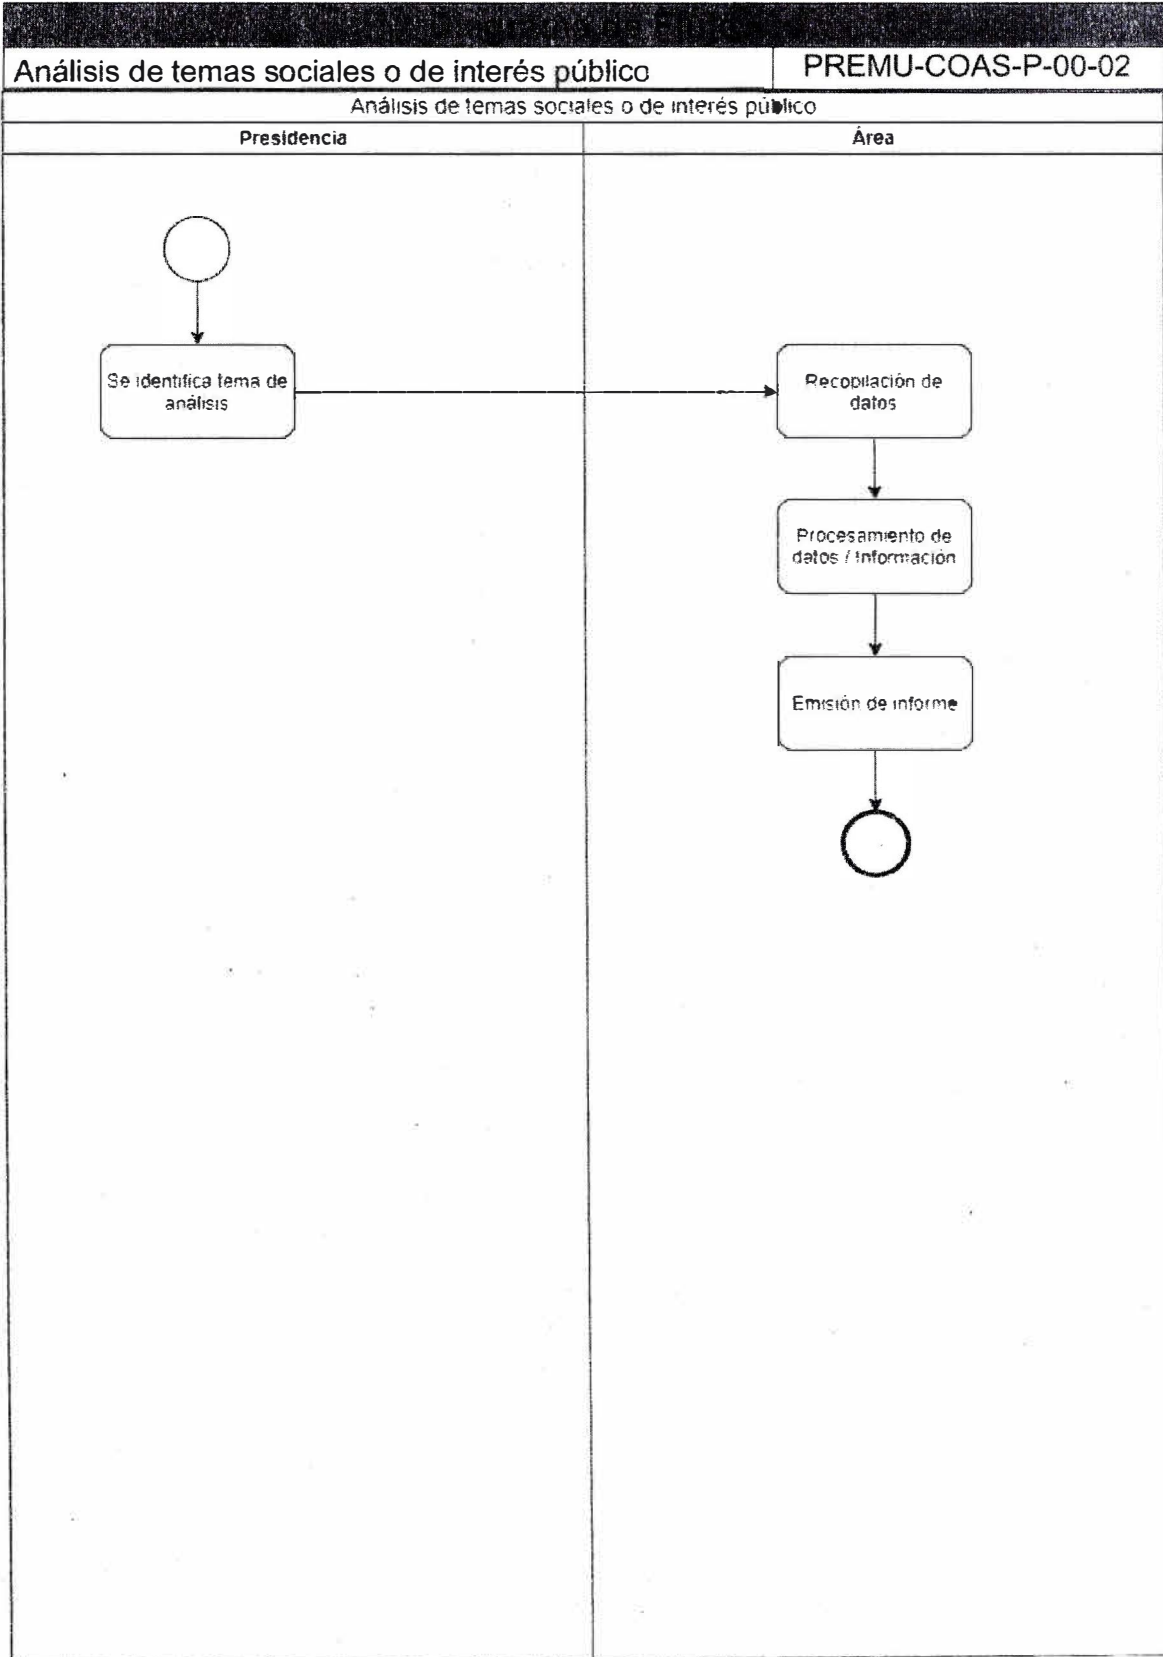 Análisis de temas sociales o de interés público
PREMU-COAS-P-00-02
Análisis de temas sociales o de interés público
Presidencia
Área
Se identifica tema de
análisis
Recopilación de
datos
Procesamiento de
datos / Información
Emisión de informe